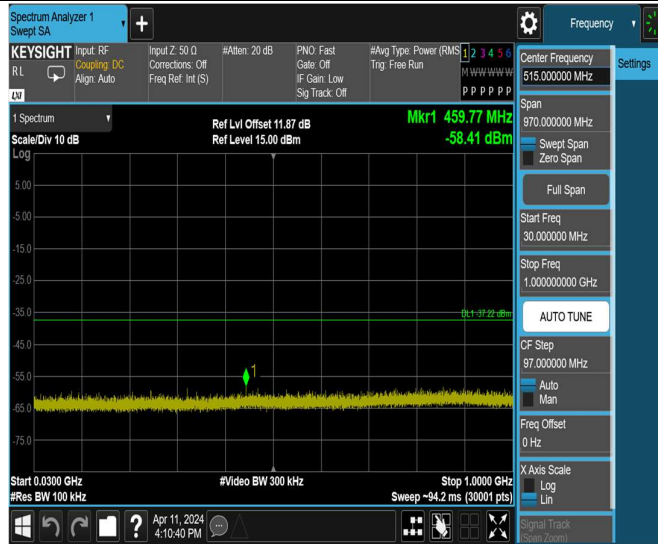 Spectrum Analyzer 1
Swept SA
Frequency
KEYSIGHT
R L
LXI
Input: RF
Coupling: DC
Align: Auto
Input Z: 50 Ω
Corrections: Off
Freq Ref: Int (S)
#Atten: 20 dB
PNO: Fast
Gate: Off
IF Gain: Low
Sig Track: Off
#Avg Type: Power (RMS
Trig: Free Run
1 2 3 4 5 6
M W W W W W
P P P P P P
1 Spectrum
Scale/Div 10 dB
Ref Lvl Offset 11.87 dB
Ref Level 15.00 dBm
Mkr1 459.77 MHz
-58.41 dBm
Log
5.00
-5.00
-15.0
-25.0
-35.0
-45.0
-55.0
-65.0
-75.0
DL1 -37.22 dBm
1
Start 0.0300 GHz
#Res BW 100 kHz
#Video BW 300 kHz
Stop 1.0000 GHz
Sweep ~94.2 ms (30001 pts)
?
Apr 11, 2024
4:10:40 PM
Center Frequency
515.000000 MHz
Settings
Span
970.000000 MHz
Swept Span
Zero Span
Full Span
Start Freq
30.000000 MHz
Stop Freq
1.000000000 GHz
AUTO TUNE
CF Step
97.000000 MHz
Auto
Man
Freq Offset
0 Hz
X Axis Scale
Log
Lin
Signal Track
(Span Zoom)